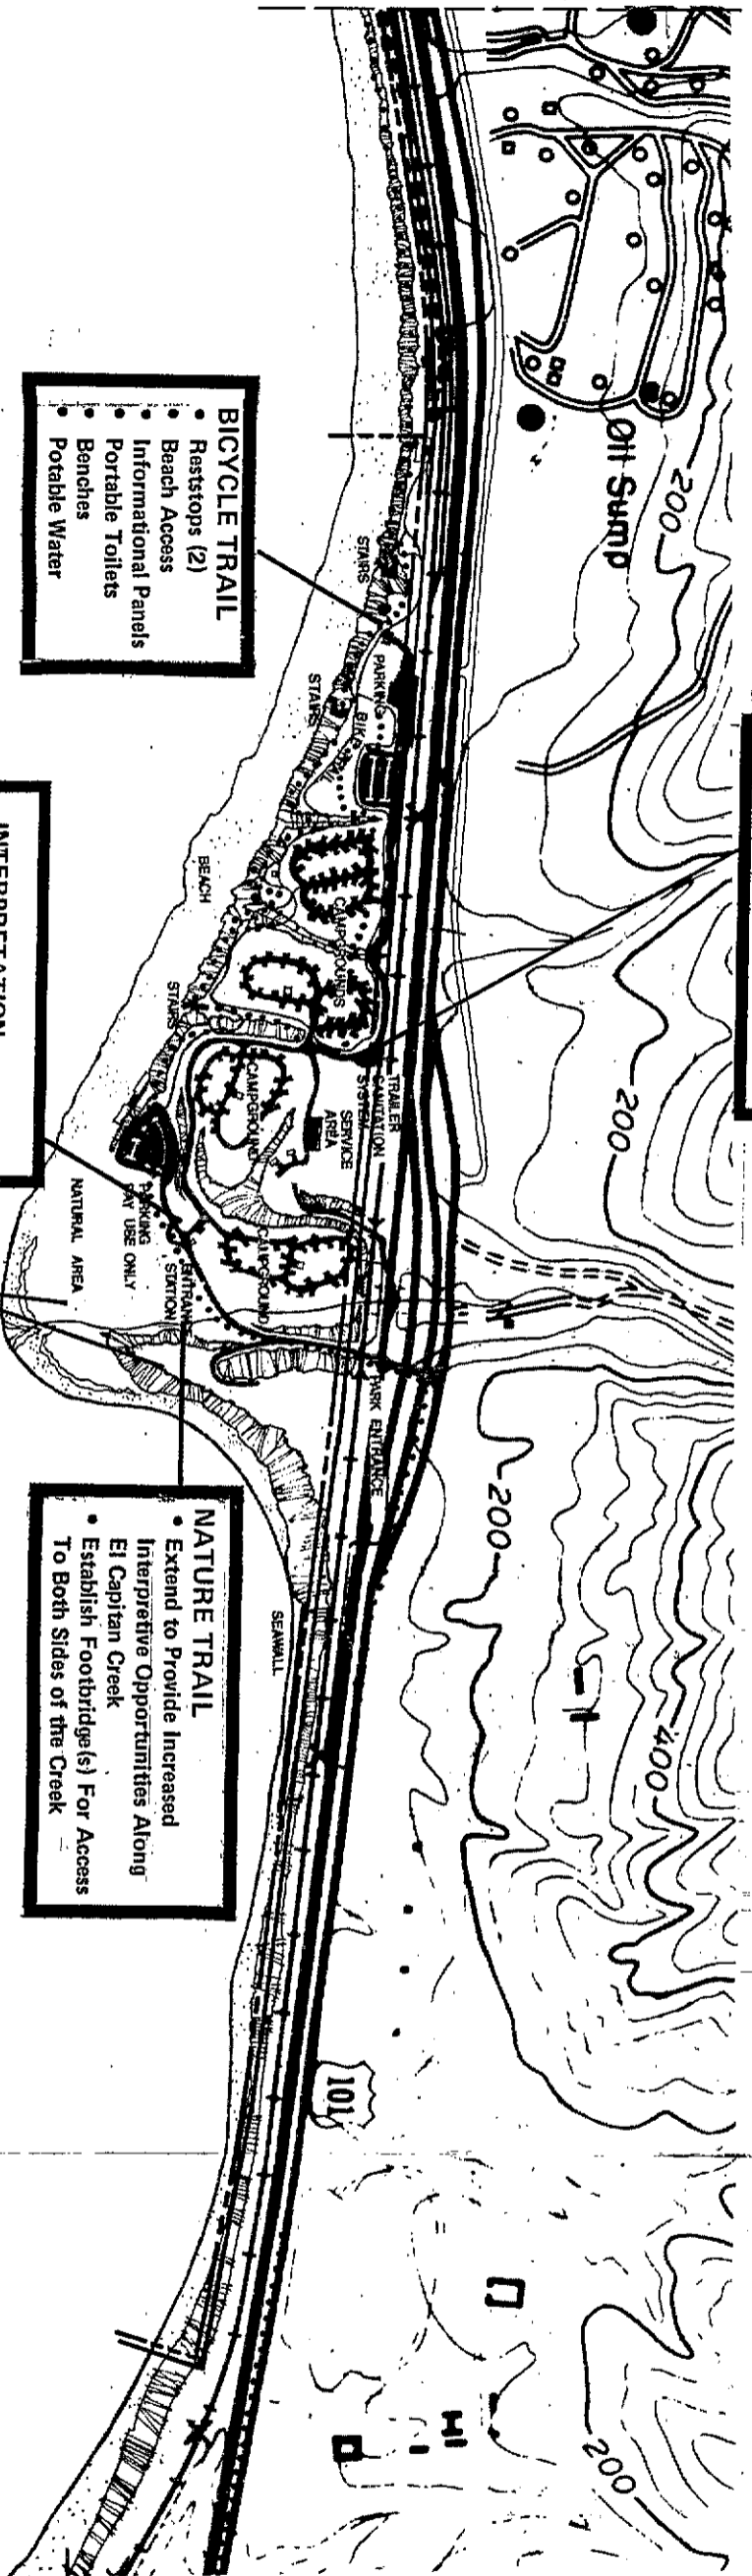 Oil Sump
200
200
200
400
200
101
BICYCLE TRAIL
• Reststops (2)
• Beach Access
• Informational Panels
• Portable Toilets
• Benches
• Potable Water
STAIRS
PARKING
STAIRS
BIKE
BEACH
CAMPGROUNDS
STAIRS
CAMPGROUND
TRAILER
SANITATION
SYSTEM
SERVICE
AREA
CAMPGROUND
PARKING
DAY USE ONLY
NATURAL AREA
ENTRANCE
STATION
PARK ENTRANCE
SEAWALL
INTERPRETATION
NATURE TRAIL
• Extend to Provide Increased
Interpretive Opportunities Along
El Capitan Creek
• Establish Footbridge(s) For Access
To Both Sides of the Creek